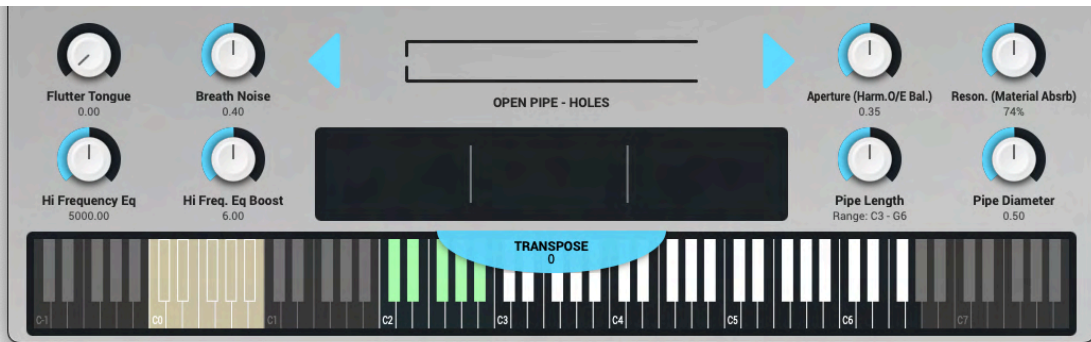 Flutter Tongue
0.00
Breath Noise
0.40
OPEN PIPE - HOLES
Aperture (Harm.O/E Bal.)
0.35
Reson. (Material Absrb)
74%
Hi Frequency Eq
5000.00
Hi Freq. Eq Boost
6.00
Pipe Length
Range: C3 - G6
Pipe Diameter
0.50
TRANSPOSE
0
C-1
C0
C1
C2
C3
C4
C5
C6
C7